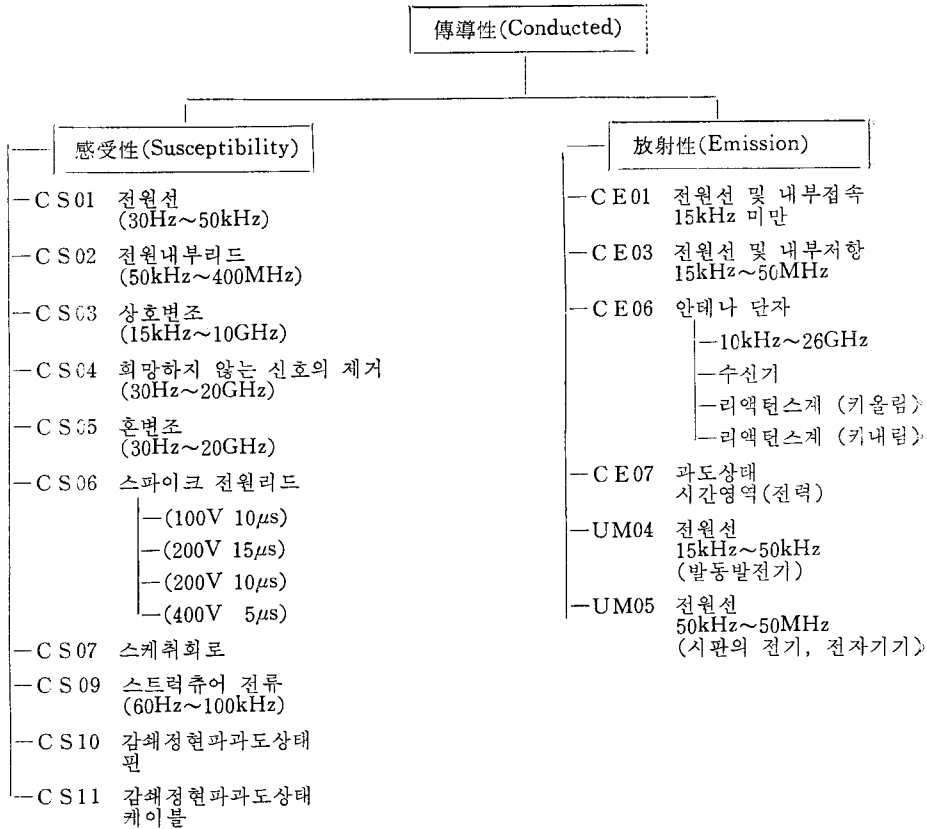 傳導性(Conducted)
感受性(Susceptibility)
CS01 전원선
(30Hz~50kHz)
CS02 전원내부리드
(50kHz~400MHz)
CS03 상호변조
(15kHz~10GHz)
CS04 희망하지 않는 신호의 제거
(30Hz~20GHz)
CS05 혼변조
(30Hz~20GHz)
CS06 스파이크 전원리드
(100V 10μs)
(200V 15μs)
(200V 10μs)
(400V 5μs)
CS07 스케취회로
CS09 스트럭츄어 전류
(60Hz~100kHz)
CS10 감쇄정현파과도상태
핀
CS11 감쇄정현파과도상태
케이블
放射性(Emission)
CE01 전원선 및 내부접속
15kHz 미만
CE03 전원선 및 내부저항
15kHz~50MHz
CE06 안테나 단자
10kHz~26GHz
수신기
리액턴스계 (키올림)
리액턴스계 (키내림)
CE07 과도상태
시간영역(전력)
UM04 전원선
15kHz~50kHz
(발동발전기)
UM05 전원선
50kHz~50MHz
(시판의 전기, 전자기기)